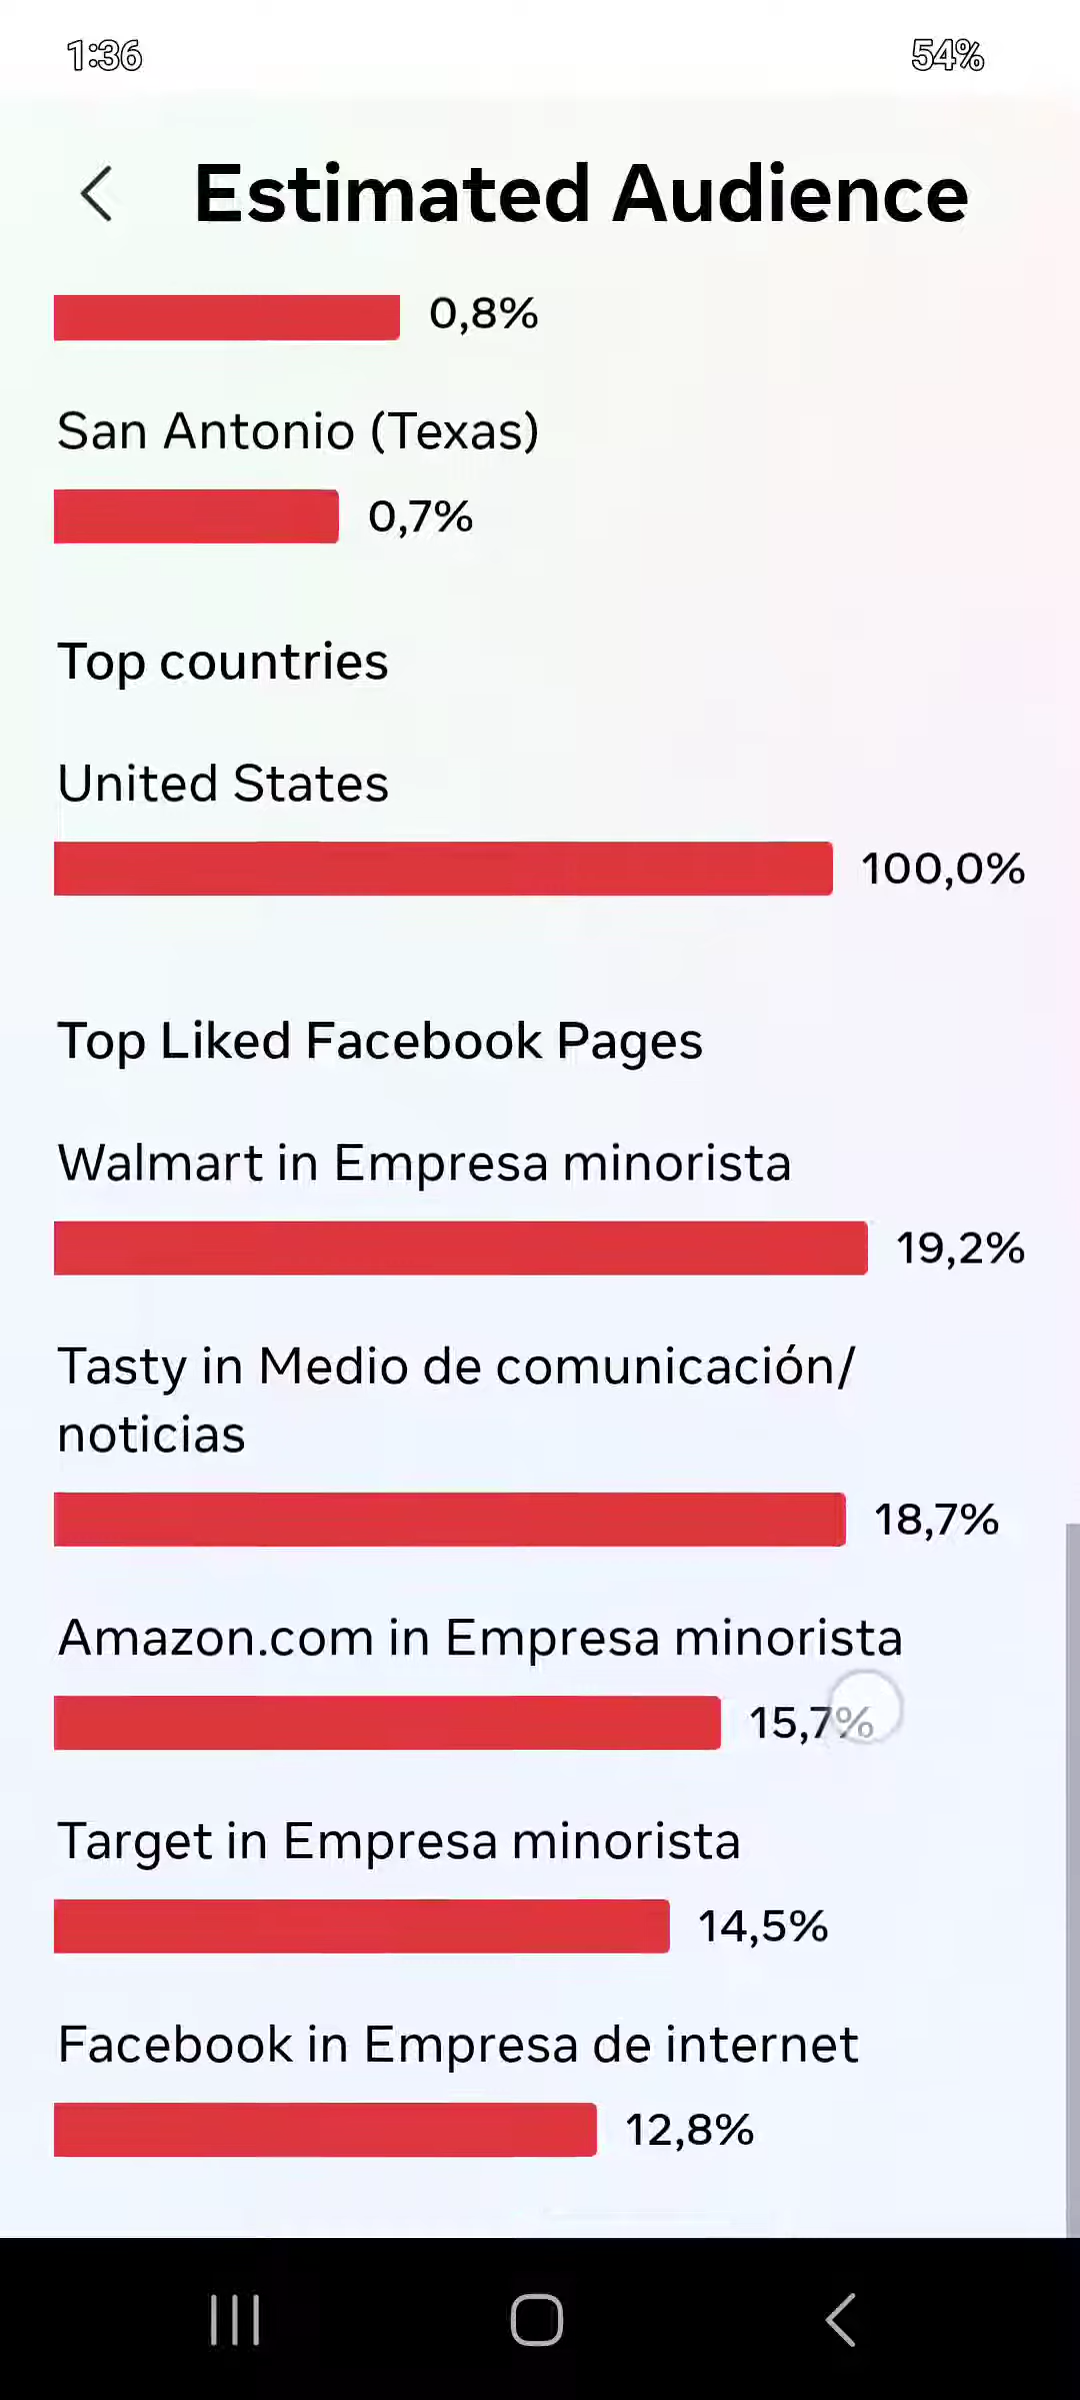 1:36
54%
Estimated Audience
0,8%
San Antonio (Texas)
0,7%
Top countries
United States
100,0%
Top Liked Facebook Pages
Walmart in Empresa minorista
19,2%
Tasty in Medio de comunicación/
noticias
18,7%
Amazon.com in Empresa minorista
15,7%
Target in Empresa minorista
14,5%
Facebook in Empresa de internet
12,8%